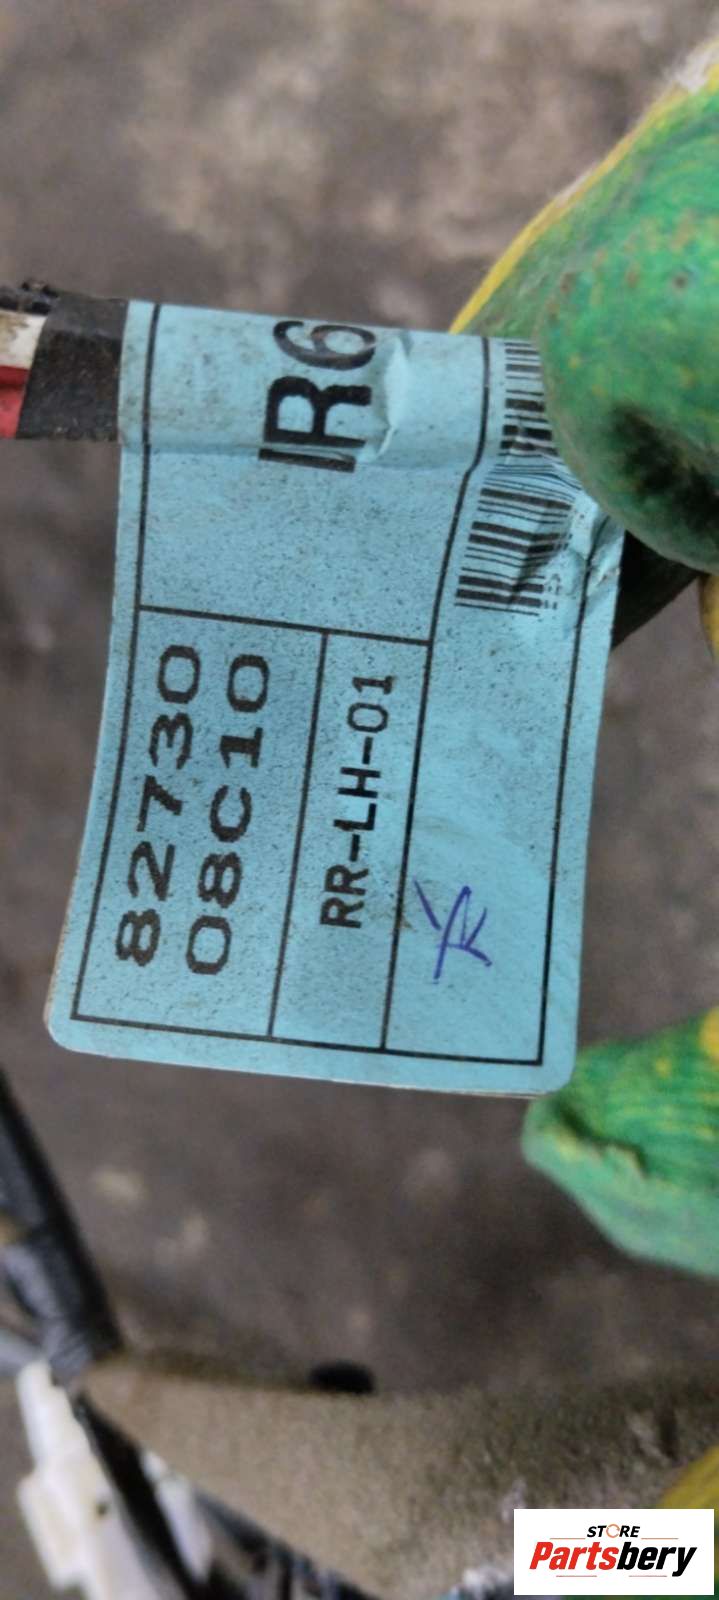 IR6
82730
08C10
RR-LH-01
STORE
Partsbery